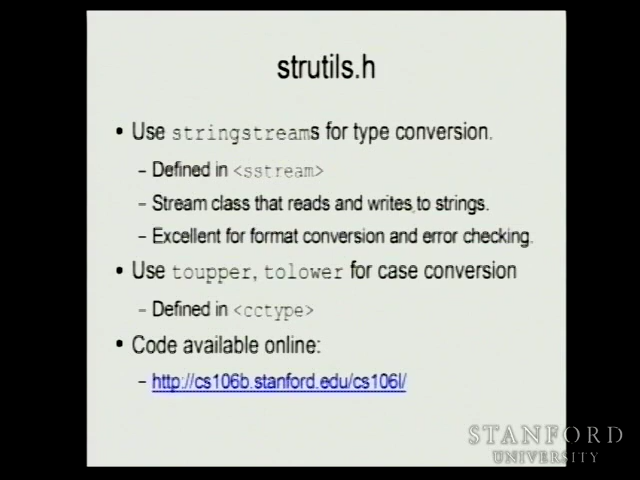 strutils.h
• Use stringstreams for type conversion.
– Defined in <sstream>
– Stream class that reads and writes to strings.
– Excellent for format conversion and error checking.
• Use toupper, tolower for case conversion
– Defined in <cctype>
• Code available online:
– http://cs106b.stanford.edu/cs106l/
STANFORD
UNIVERSITY